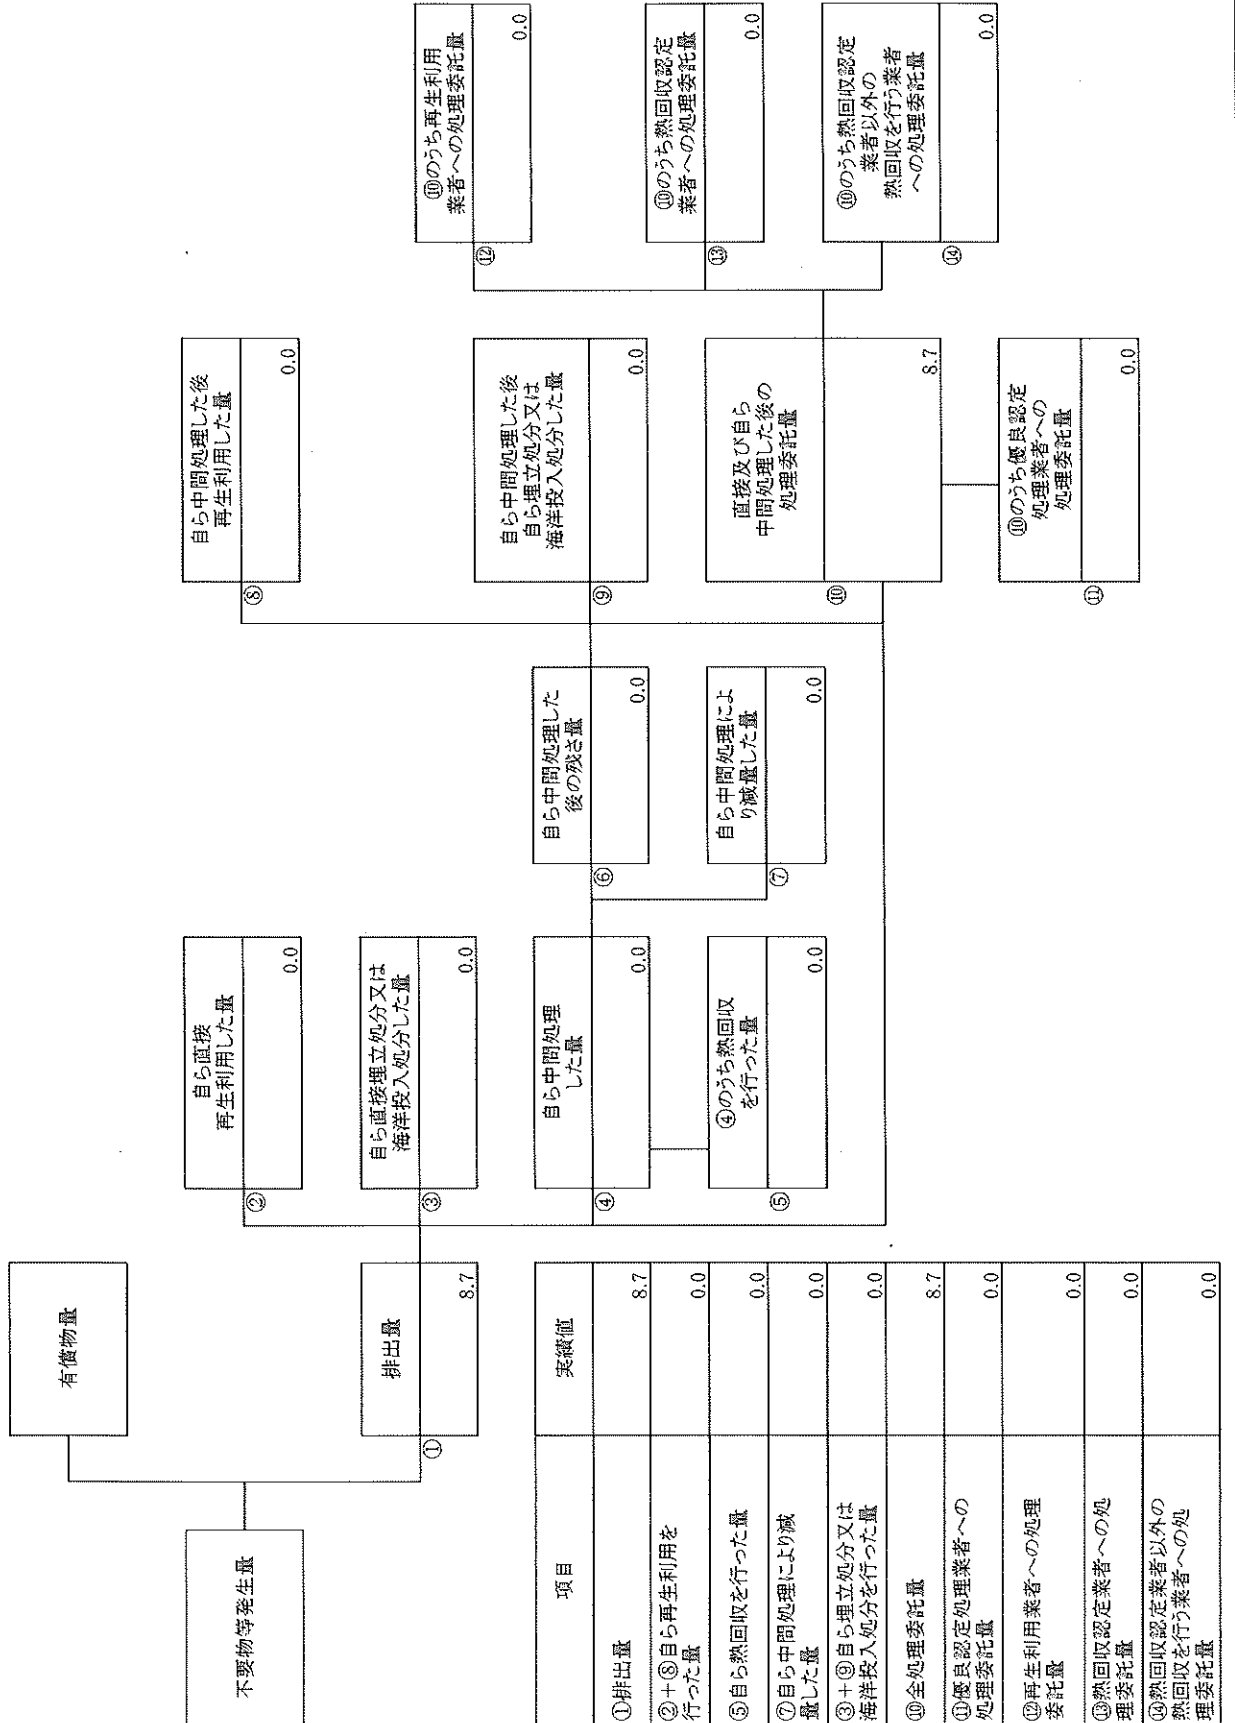 不要物等発生量
有償物量
排出量
①
8.7
自ら直接
再生利用した量
②
0.0
自ら直接埋立処分又は
海洋投入処分した量
③
0.0
自ら中間処理
した量
④
0.0
④のうち熱回収
を行った量
⑤
0.0
自ら中間処理した
後の残さ量
⑥
0.0
自ら中間処理によ
り減量した量
⑦
0.0
自ら中間処理した後
再生利用した量
⑧
0.0
自ら中間処理した後
自ら埋立処分又は
海洋投入処分した量
⑨
0.0
直接及び自ら
中間処理した後の
処理委託量
⑩
8.7
⑩のうち優良認定
処理業者への
処理委託量
⑪
0.0
⑩のうち再生利用
業者への処理委託量
⑫
0.0
⑩のうち熱回収認定
業者への処理委託量
⑬
0.0
⑩のうち熱回収認定
業者以外の
熱回収を行う業者
への処理委託量
⑭
0.0
項目
実績値
①排出量
8.7
②+⑧自ら再生利用を
行った量
0.0
⑤自ら熱回収を行った量
0.0
⑦自ら中間処理により減
量した量
0.0
③+⑨自ら埋立処分又は
海洋投入処分を行った量
0.0
⑩全処理委託量
8.7
⑪優良認定処理業者への
処理委託量
0.0
⑫再生利用業者への処理
委託量
0.0
⑬熱回収認定業者への処
理委託量
0.0
⑭熱回収認定業者以外の
熱回収を行う業者への処
理委託量
0.0